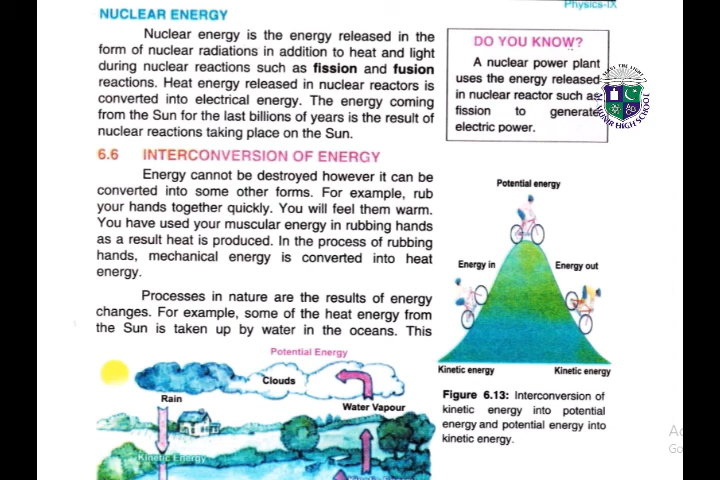 Physics-IX
NUCLEAR ENERGY
Nuclear energy is the energy released in the
form of nuclear radiations in addition to heat and light
during nuclear reactions such as fission and fusion
reactions. Heat energy released in nuclear reactors is
converted into electrical energy. The energy coming
from the Sun for the last billions of years is the result of
nuclear reactions taking place on the Sun.
DO YOU KNOW?
A nuclear power plant
uses the energy released
in nuclear reactor such as
fission to generate
electric power.
HIGH SCHOOL
6.6 INTERCONVERSION OF ENERGY
Energy cannot be destroyed however it can be
converted into some other forms. For example, rub
your hands together quickly. You will feel them warm.
You have used your muscular energy in rubbing hands
as a result heat is produced. In the process of rubbing
hands, mechanical energy is converted into heat
energy.
Processes in nature are the results of energy
changes. For example, some of the heat energy from
the Sun is taken up by water in the oceans. This
Potential energy
Energy in
Energy out
Kinetic energy
Kinetic energy
Figure 6.13: Interconversion of
kinetic energy into potential
energy and potential energy into
kinetic energy.
Potential Energy
Clouds
Rain
Water Vapour
Kinetic Energy